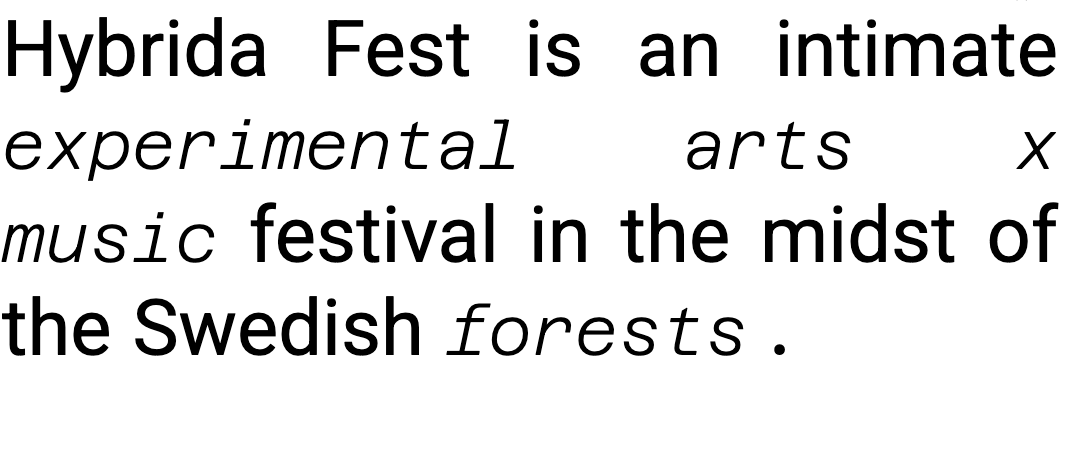 Hybrida Fest is an intimate
experimental arts x
music festival in the midst of
the Swedish forests .